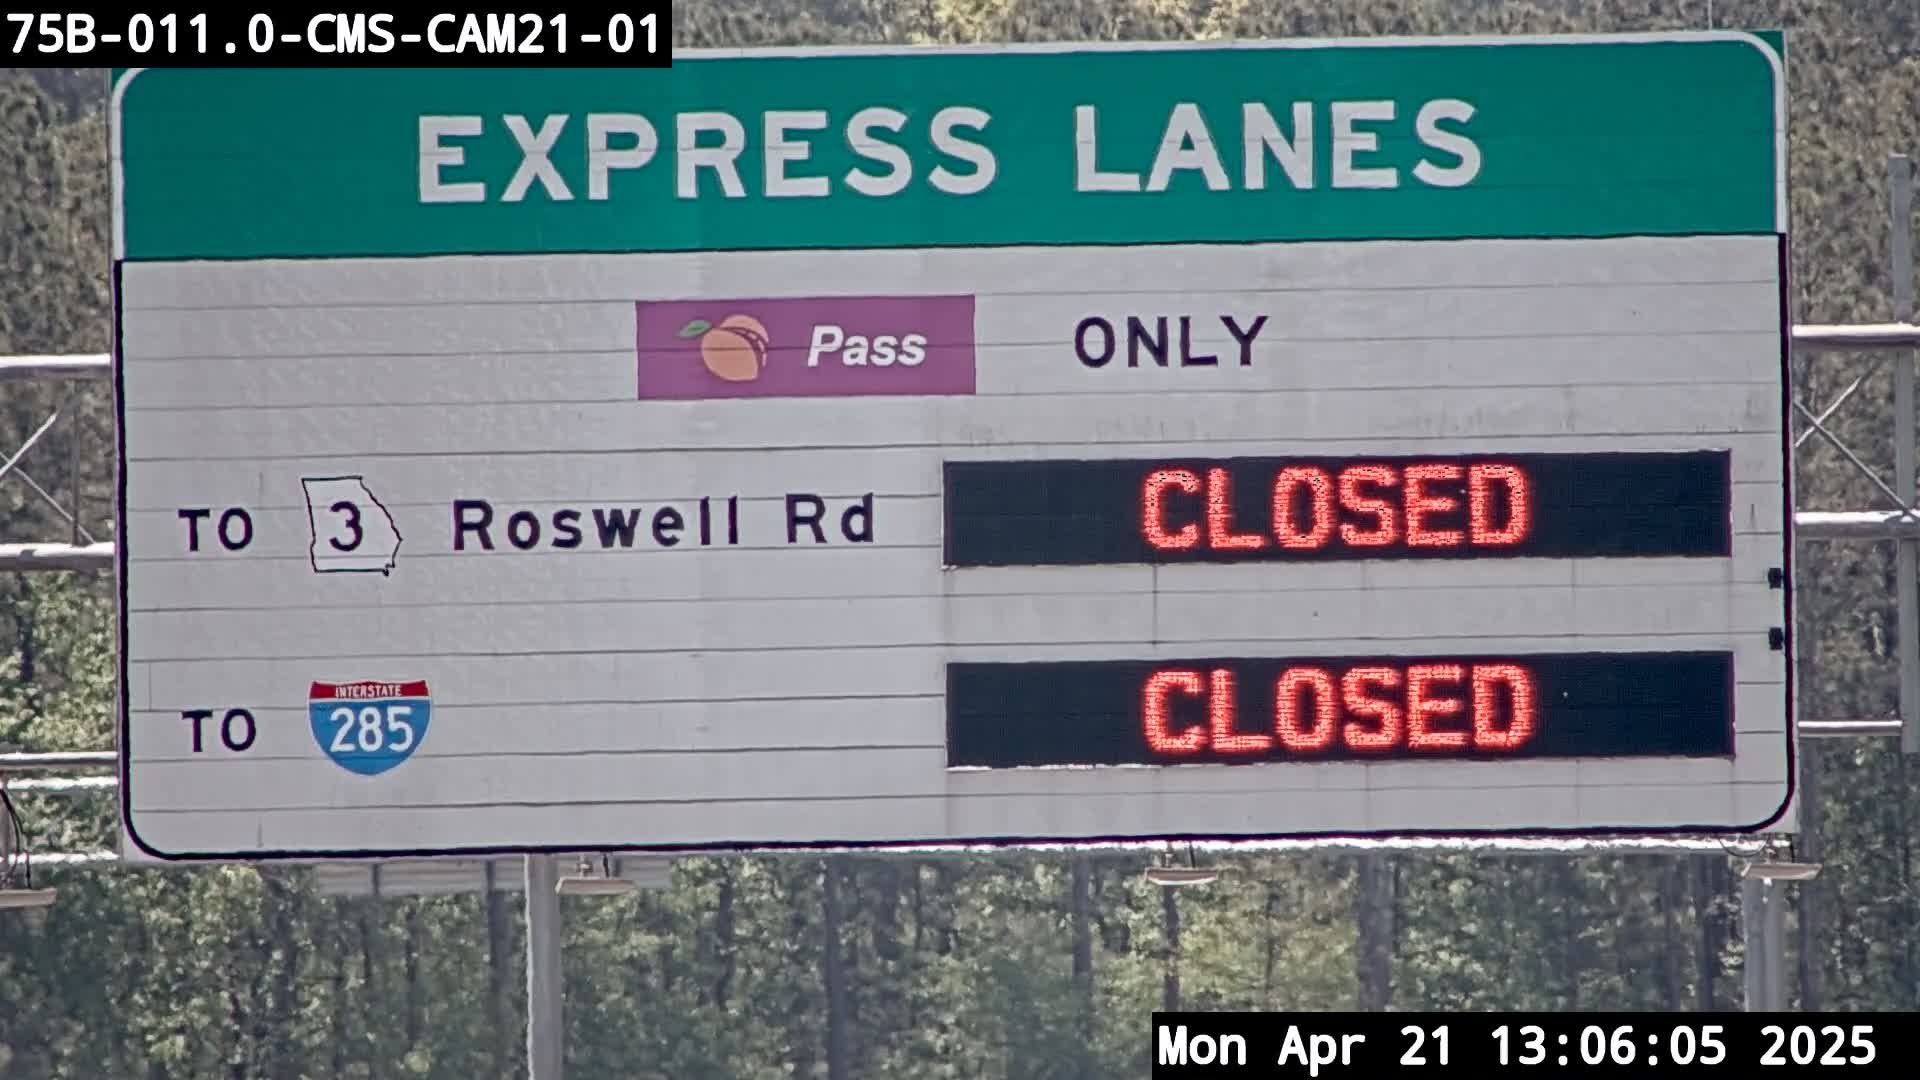 75B-011.0-CMS-CAM21-01
EXPRESS LANES
Pass ONLY
TO 3 Roswell Rd CLOSED
TO INTERSTATE 285 CLOSED
Mon Apr 21 13:06:05 2025